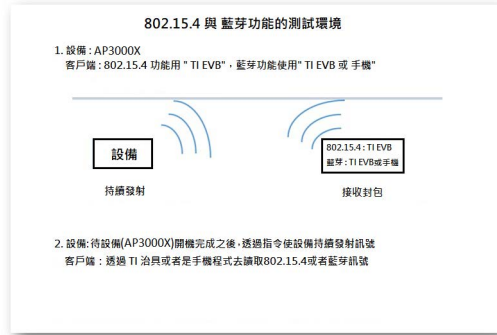 802.15.4 與 藍芽功能的測試環境
1. 設備 : AP3000X
客戶端 : 802.15.4 功能用 " TI EVB"，藍芽功能使用" TI EVB 或 手機"
設備
802.15.4 : TI EVB
藍芽 : TI EVB或手機
持續發射
接收封包
2. 設備:待設備(AP3000X)開機完成之後，透過指令使設備持續發射訊號
客戶端：透過 TI 治具或者是手機程式去讀取802.15.4或者藍芽訊號